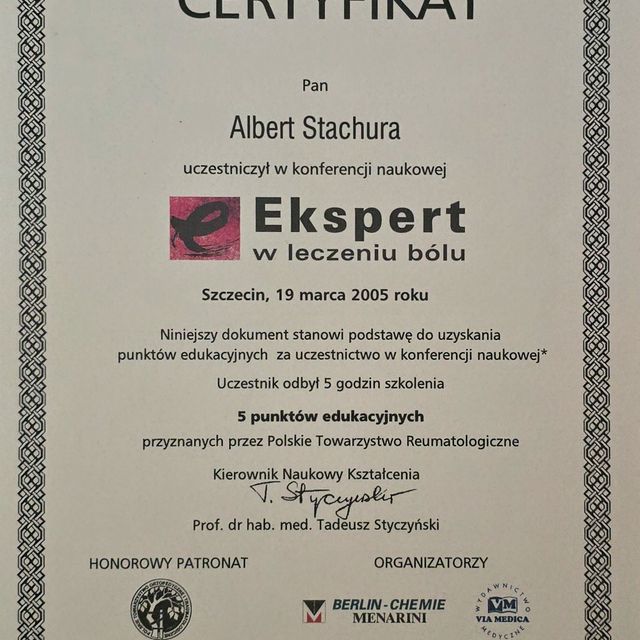 CERTYFIKAT
Pan
Albert Stachura
uczestniczył w konferencji naukowej
Ekspert
w leczeniu bólu
Szczecin, 19 marca 2005 roku
Niniejszy dokument stanowi podstawę do uzyskania
punktów edukacyjnych za uczestnictwo w konferencji naukowej*
Uczestnik odbył 5 godzin szkolenia
5 punktów edukacyjnych
przyznanych przez Polskie Towarzystwo Reumatologiczne
Kierownik Naukowy Kształcenia
T. Styczyński
Prof. dr hab. med. Tadeusz Styczyński
HONOROWY PATRONAT
ORGANIZATORZY
BERLIN-CHEMIE
MENARINI
WYDAWNICTWO
VM
VIA MEDICA
MEDYCZNE